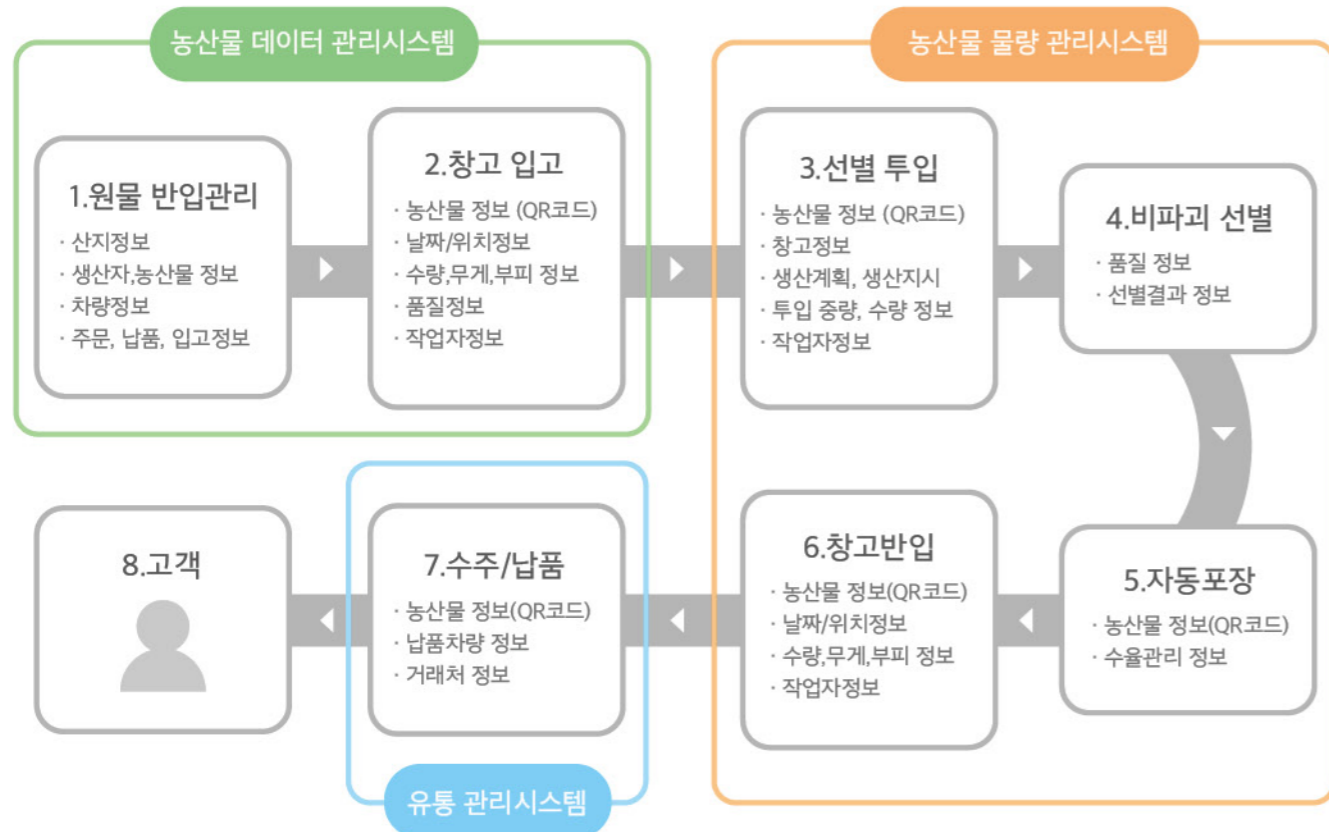 농산물 데이터 관리시스템
농산물 물량 관리시스템
1.원물 반입관리
· 산지정보
· 생산자,농산물 정보
· 차량정보
· 주문, 납품, 입고정보
2.창고 입고
· 농산물 정보 (QR코드)
· 날짜/위치정보
· 수량,무게,부피 정보
· 품질정보
· 작업자정보
3.선별 투입
· 농산물 정보 (QR코드)
· 창고정보
· 생산계획, 생산지시
· 투입 중량, 수량 정보
· 작업자정보
4.비파괴 선별
· 품질 정보
· 선별결과 정보
5.자동포장
· 농산물 정보(QR코드)
· 수율관리 정보
6.창고반입
· 농산물 정보(QR코드)
· 날짜/위치정보
· 수량,무게,부피 정보
· 작업자정보
7.수주/납품
· 농산물 정보(QR코드)
· 납품차량 정보
· 거래처 정보
8.고객
유통 관리시스템